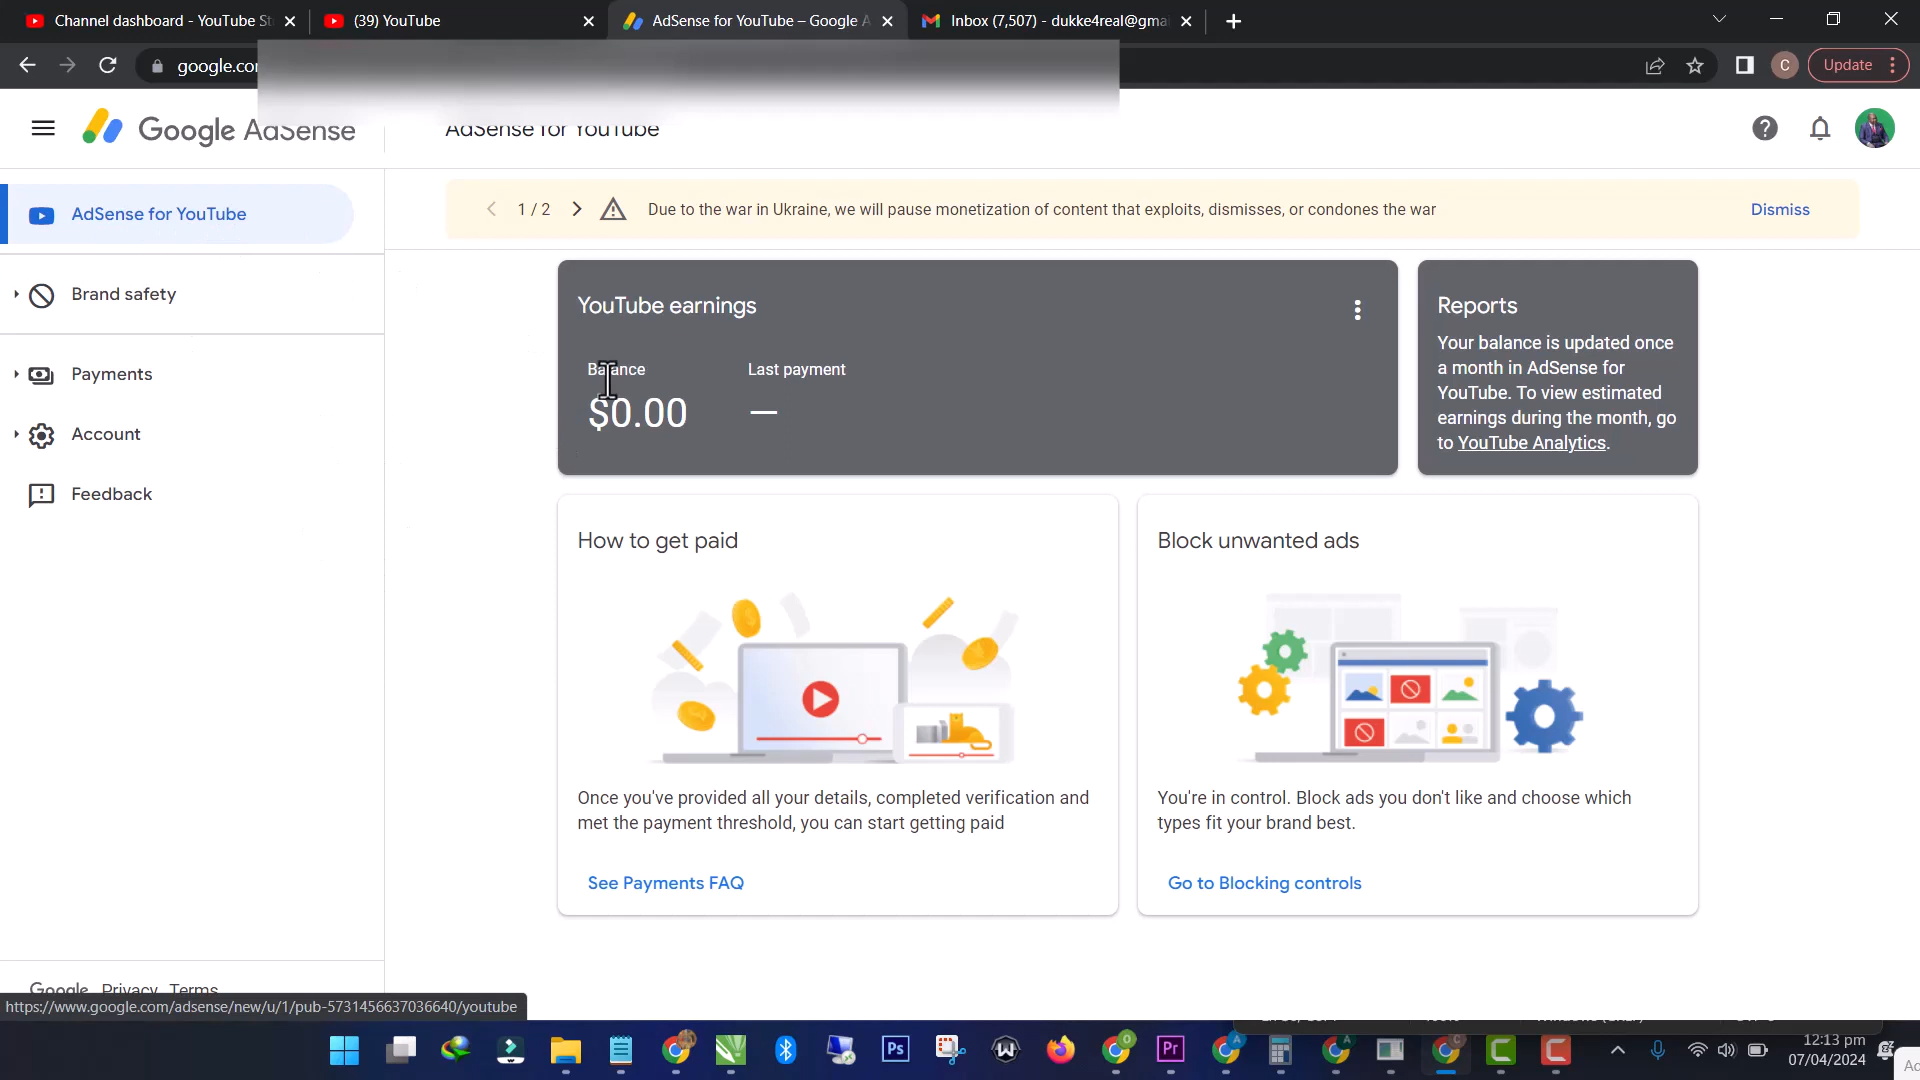 Channel dashboard - YouTube St
(39) YouTube
AdSense for YouTube – Google A
Inbox (7,507) - dukke4real@gmai
google.co
Update
Google AdSense
AdSense for YouTube
C
AdSense for YouTube
Brand safety
Payments
Account
Feedback
1 / 2
Due to the war in Ukraine, we will pause monetization of content that exploits, dismisses, or condones the war
Dismiss
YouTube earnings
Balance
Last payment
$0.00
—
Reports
Your balance is updated once
a month in AdSense for
YouTube. To view estimated
earnings during the month, go
to YouTube Analytics.
How to get paid
Once you've provided all your details, completed verification and
met the payment threshold, you can start getting paid
See Payments FAQ
Block unwanted ads
You're in control. Block ads you don't like and choose which
types fit your brand best.
Go to Blocking controls
Google Privacy Terms
https://www.google.com/adsense/new/u/1/pub-5731456637036640/youtube
Ps
Pr
12:13 pm
07/04/2024